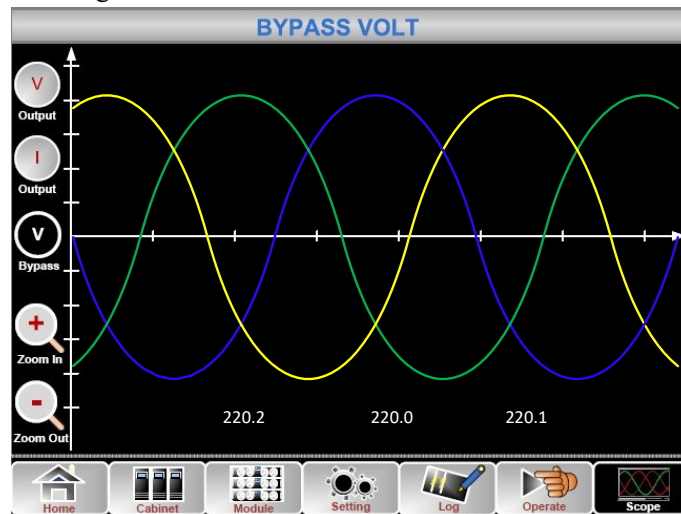 BYPASS VOLT
V
Output
I
Output
V
Bypass
+
Zoom In
-
Zoom Out
220.2 220.0 220.1
Home Cabinet Module Setting Log Operate Scope